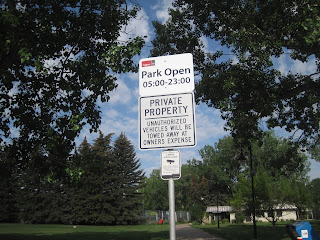 Park Open
05:00-23:00
PRIVATE
PROPERTY
UNAUTHORIZED
VEHICLES WILL BE
TOWED AWAY AT
OWNERS EXPENSE